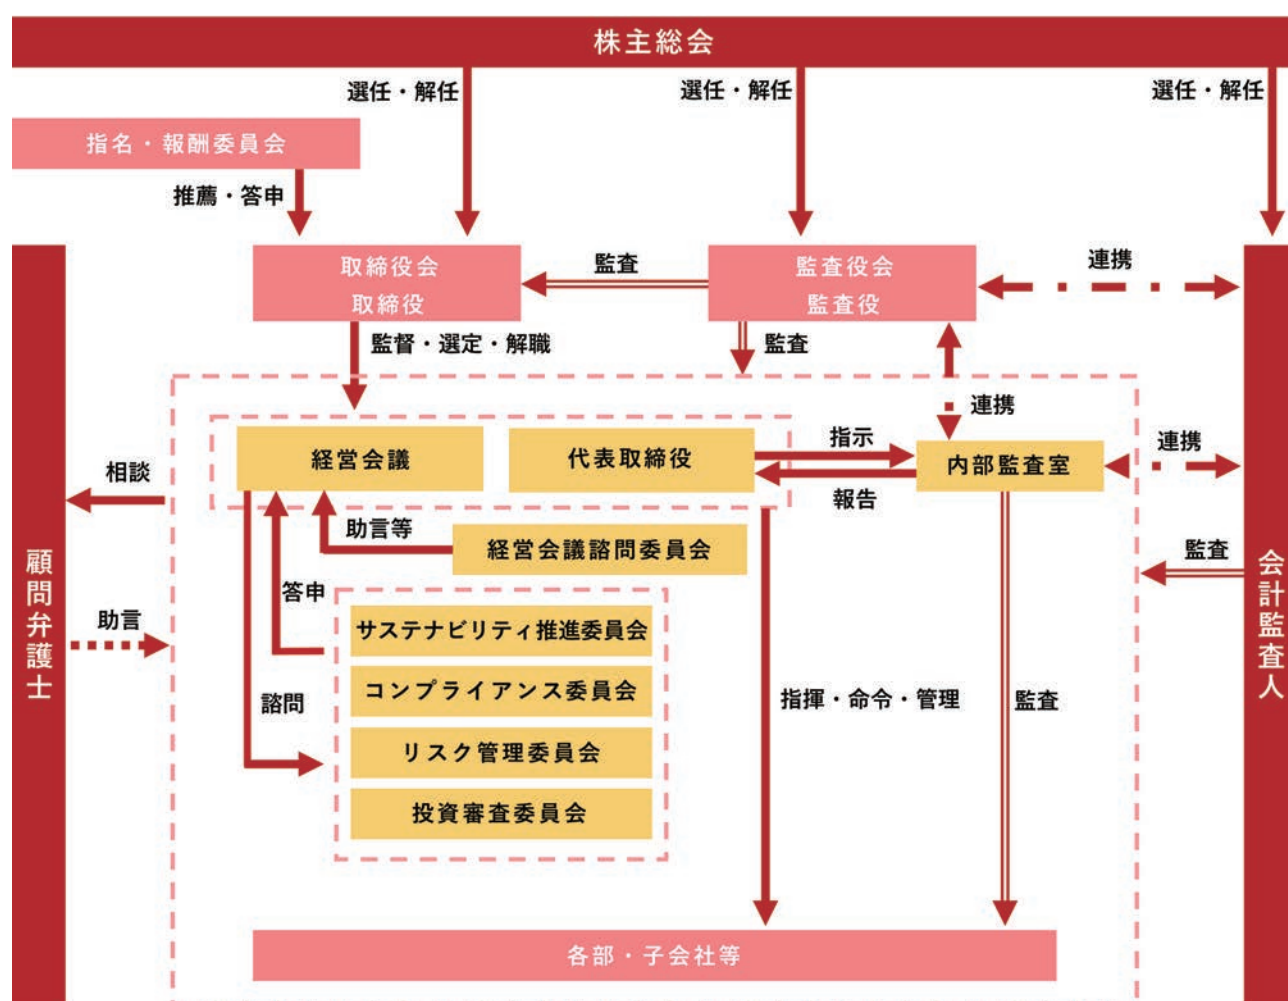 株主総会
選任・解任
選任・解任
選任・解任
指名・報酬委員会
推薦・答申
取締役会
取締役
監査
監査役会
監査役
連携
監督・選定・解職
監査
連携
経営会議
代表取締役
指示
報告
内部監査室
連携
相談
助言等
経営会議諮問委員会
監査
顧問弁護士
会計監査人
答申
助言
サステナビリティ推進委員会
コンプライアンス委員会
諮問
指揮・命令・管理
監査
リスク管理委員会
投資審査委員会
各部・子会社等